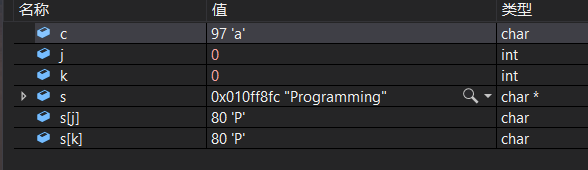 名称 值 类型
c 97 'a' char
j 0 int
k 0 int
s 0x010ff8fc "Programming" char *
s[j] 80 'P' char
s[k] 80 'P' char